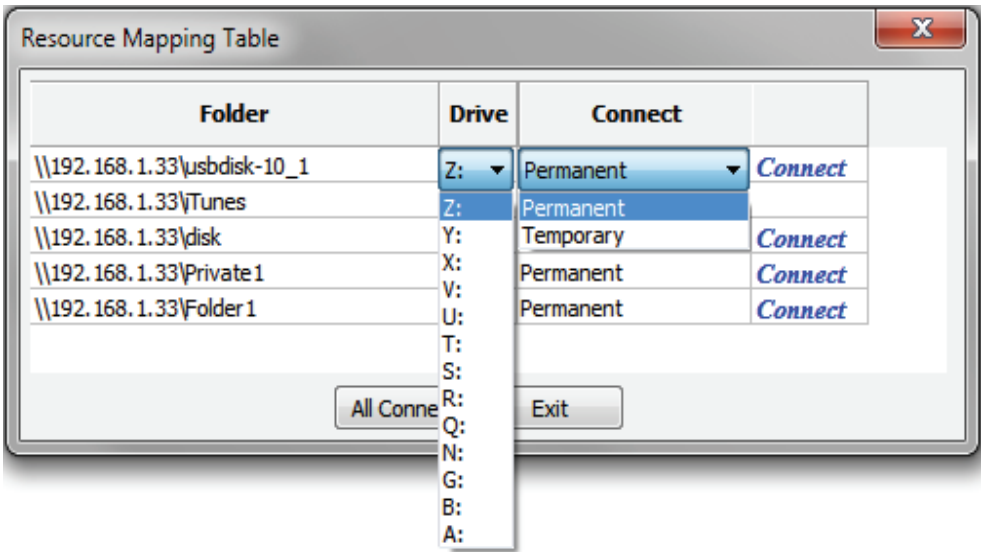 Resource Mapping Table
Folder Drive Connect
\\192.168.1.33\usbdisk-10_1 Z: Permanent Connect
\\192.168.1.33\iTunes Z: Permanent
\\192.168.1.33\disk Y: Temporary Connect
\\192.168.1.33\Private1 X: Permanent Connect
V:
\\192.168.1.33\Folder1 U: Permanent Connect
T:
S:
All Conne R: Exit
Q:
N:
G:
B:
A: